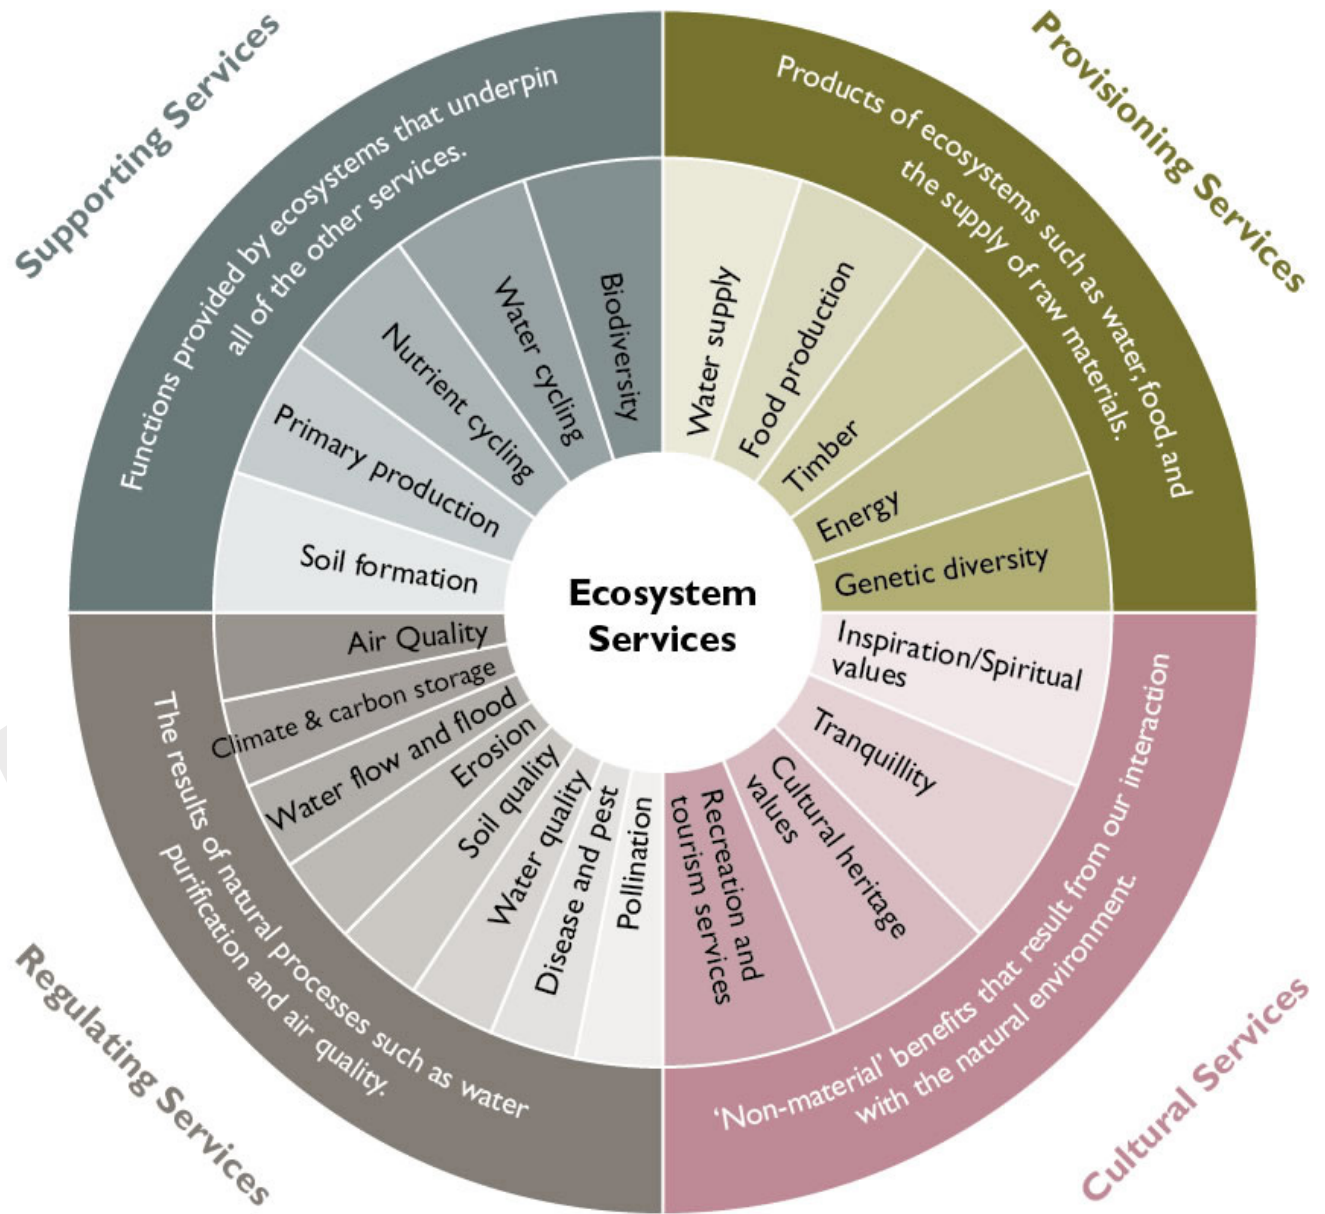 Supporting Services
Functions provided by ecosystems that underpin
all of the other services.
Soil formation
Primary production
Nutrient cycling
Water cycling
Biodiversity
Provisioning Services
Products of ecosystems such as water, food, and
the supply of raw materials.
Water supply
Food production
Timber
Energy
Genetic diversity
Ecosystem
Services
Cultural Services
'Non-material' benefits that result from our interaction
with the natural environment.
Inspiration/Spiritual
values
Tranquillity
Cultural heritage
values
Recreation and
tourism services
Regulating Services
The results of natural processes such as water
purification and air quality.
Air Quality
Climate & carbon storage
Water flow and flood
Erosion
Soil quality
Water quality
Disease and pest
Pollination